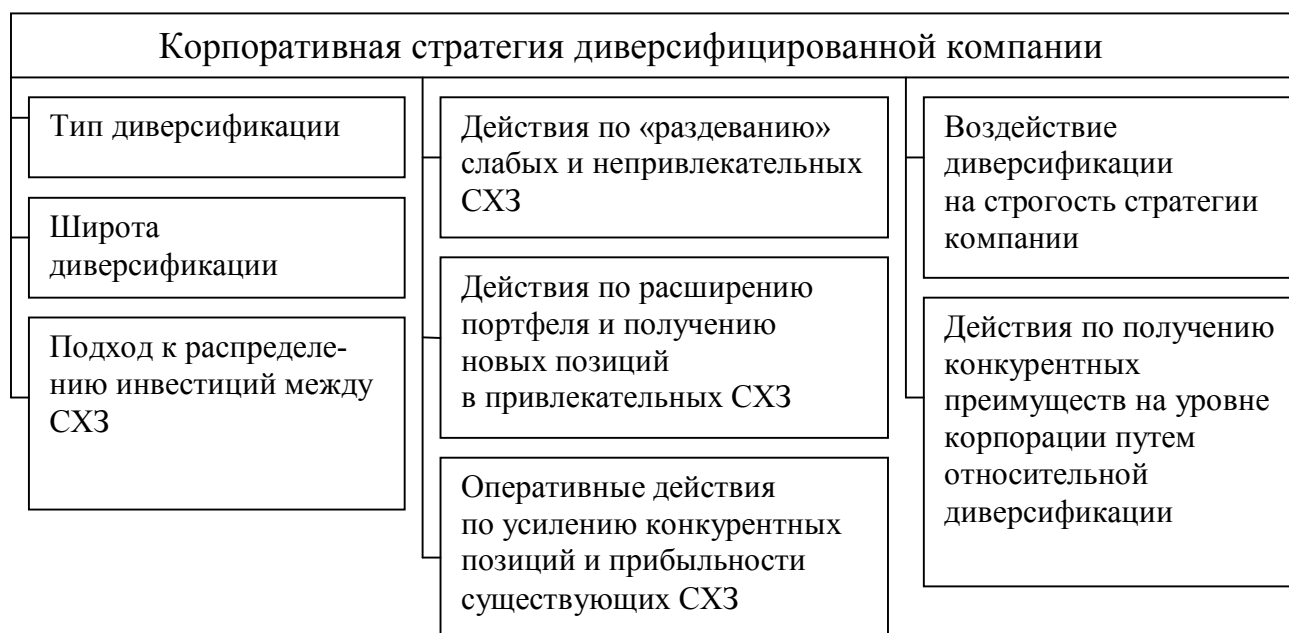 Корпоративная стратегия диверсифицированной компании
Тип диверсификации
Широта
диверсификации
Подход к распределе-
нию инвестиций между
СХЗ
Действия по «раздеванию»
слабых и непривлекательных
СХЗ
Действия по расширению
портфеля и получению
новых позиций
в привлекательных СХЗ
Оперативные действия
по усилению конкурентных
позиций и прибыльности
существующих СХЗ
Воздействие
диверсификации
на строгость стратегии
компании
Действия по получению
конкурентных
преимуществ на уровне
корпорации путем
относительной
диверсификации